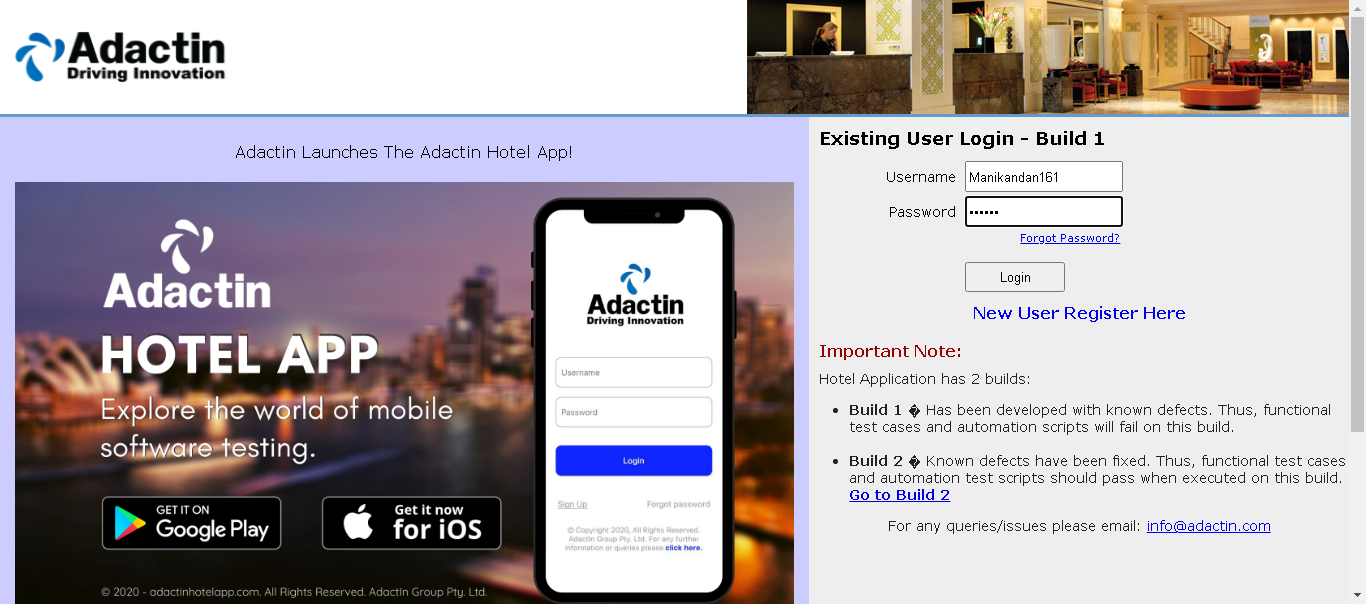 Adactin
Driving Innovation
Adactin Launches The Adactin Hotel App!
Adactin
HOTEL APP
Explore the world of mobile
software testing.
GET IT ON
Google Play
Get it now
for iOS
© 2020 - adactinhotelapp.com. All Rights Reserved. Adactin Group Pty. Ltd.
Adactin
Driving Innovation
Username
Password
Login
Sign Up Forgot password
© Copyright 2020, All Rights Reserved.
Adactin Group Pty. Ltd. For any further
information or queries please click here.
Existing User Login - Build 1
Username Manikandan161
Password ••••••
Forgot Password?
Login
New User Register Here
Important Note:
Hotel Application has 2 builds:
• Build 1 � Has been developed with known defects. Thus, functional
test cases and automation scripts will fail on this build.
• Build 2 � Known defects have been fixed. Thus, functional test cases
and automation test scripts should pass when executed on this build.
Go to Build 2
For any queries/issues please email: info@adactin.com